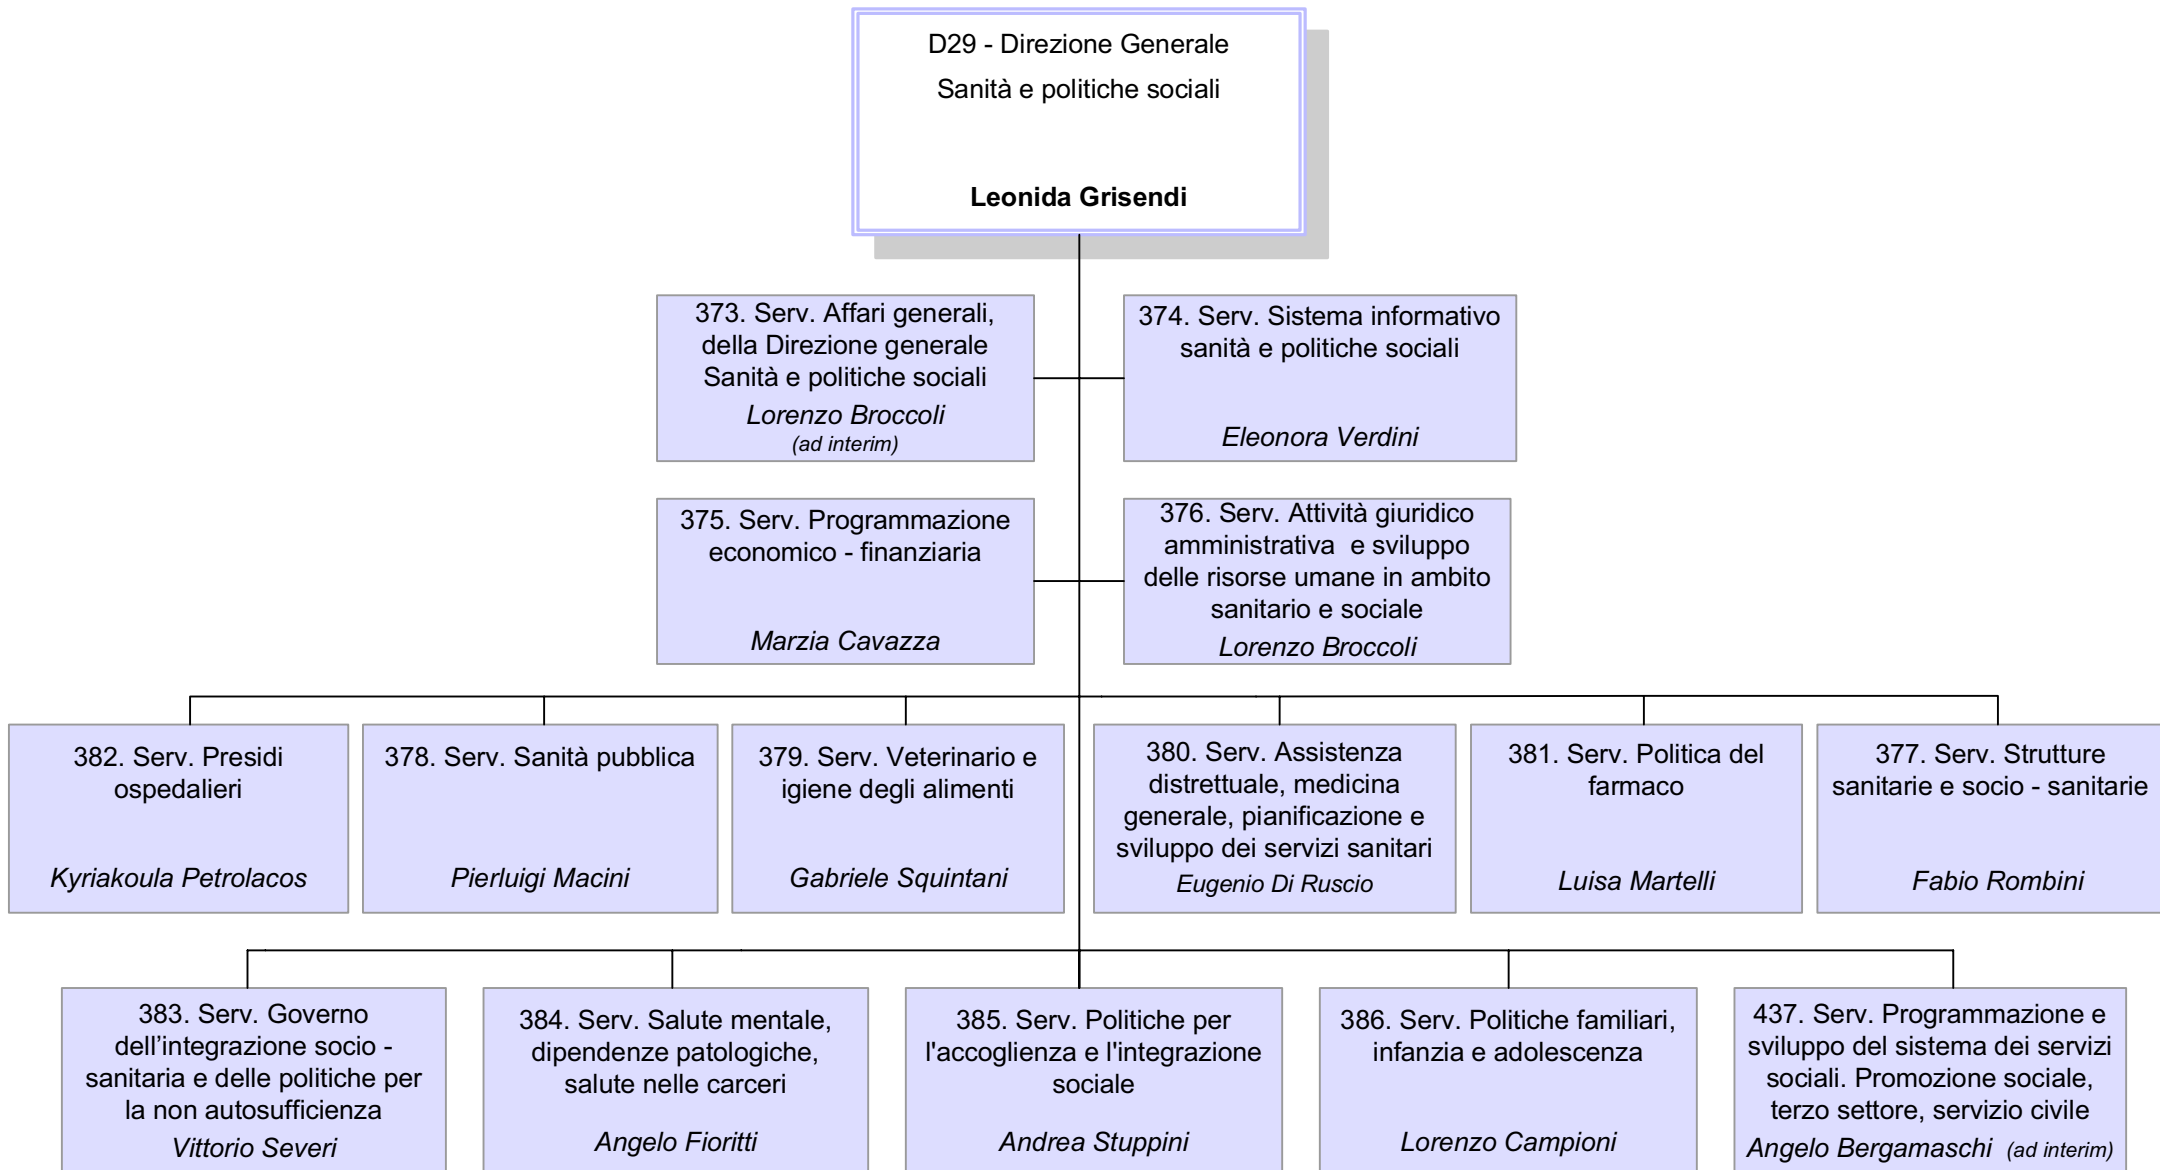 D29 - Direzione Generale
Sanità e politiche sociali
Leonida Grisendi
373. Serv. Affari generali,
della Direzione generale
Sanità e politiche sociali
Lorenzo Broccoli
(ad interim)
374. Serv. Sistema informativo
sanità e politiche sociali
Eleonora Verdini
375. Serv. Programmazione
economico - finanziaria
Marzia Cavazza
376. Serv. Attività giuridico
amministrativa e sviluppo
delle risorse umane in ambito
sanitario e sociale
Lorenzo Broccoli
382. Serv. Presidi
ospedalieri
Kyriakoula Petrolacos
378. Serv. Sanità pubblica
Pierluigi Macini
379. Serv. Veterinario e
igiene degli alimenti
Gabriele Squintani
380. Serv. Assistenza
distrettuale, medicina
generale, pianificazione e
sviluppo dei servizi sanitari
Eugenio Di Ruscio
381. Serv. Politica del
farmaco
Luisa Martelli
377. Serv. Strutture
sanitarie e socio - sanitarie
Fabio Rombini
383. Serv. Governo
dell’integrazione socio -
sanitaria e delle politiche per
la non autosufficienza
Vittorio Severi
384. Serv. Salute mentale,
dipendenze patologiche,
salute nelle carceri
Angelo Fioritti
385. Serv. Politiche per
l'accoglienza e l'integrazione
sociale
Andrea Stuppini
386. Serv. Politiche familiari,
infanzia e adolescenza
Lorenzo Campioni
437. Serv. Programmazione e
sviluppo del sistema dei servizi
sociali. Promozione sociale,
terzo settore, servizio civile
Angelo Bergamaschi (ad interim)